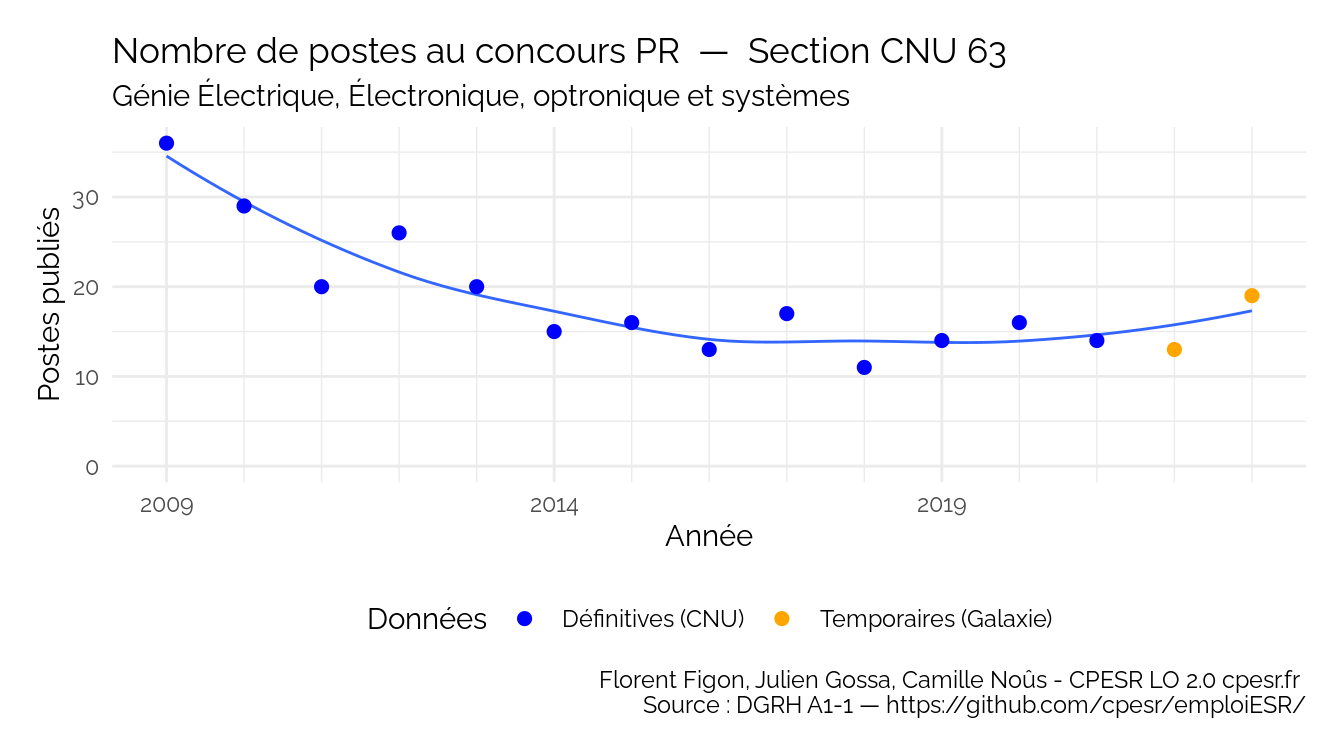 Nombre de postes au concours PR — Section CNU 63
Génie Électrique, Électronique, optronique et systèmes
Postes publiés
30
20
10
0
2009 2014 2019
Année
Données Définitives (CNU) Temporaires (Galaxie)
Florent Figon, Julien Gossa, Camille Noûs - CPESR LO 2.0 cpesr.fr
Source : DGRH A1-1 — https://github.com/cpesr/emploiESR/